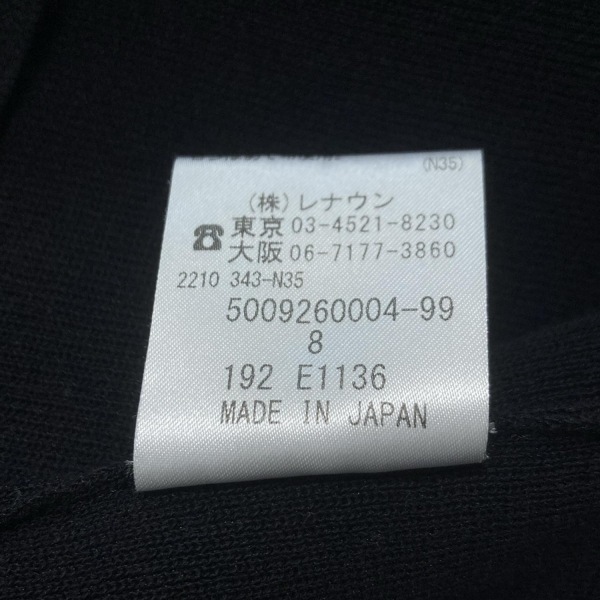 (N35)
(株)レナウン
☎東京 03-4521-8230
大阪 06-7177-3860
2210 343-N35
5009260004-99
8
192 E1136
MADE IN JAPAN